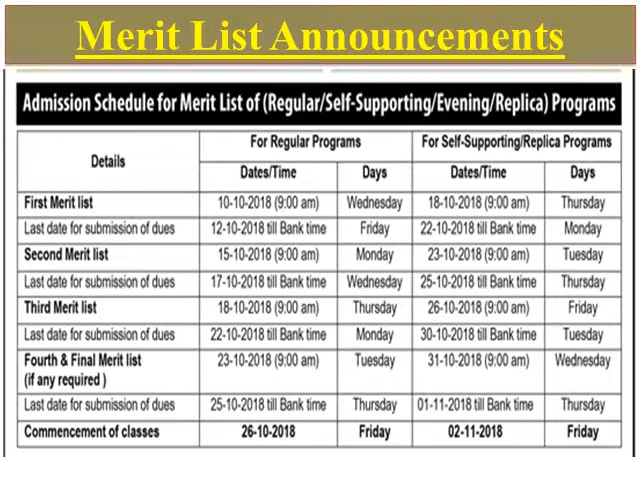 Merit List Announcements
Admission Schedule for Merit List of (Regular/Self-Supporting/Evening/Replica) Programs
Details For Regular Programs For Self-Supporting/Replica Programs
Dates/Time Days Dates/Time Days
First Merit list 10-10-2018 (9:00 am) Wednesday 18-10-2018 (9:00 am) Thursday
Last date for submission of dues 12-10-2018 till Bank time Friday 22-10-2018 till Bank time Monday
Second Merit list 15-10-2018 (9:00 am) Monday 23-10-2018 (9:00 am) Tuesday
Last date for submission of dues 17-10-2018 till Bank time Wednesday 25-10-2018 till Bank time Thursday
Third Merit list 18-10-2018 (9:00 am) Thursday 26-10-2018 (9:00 am) Friday
Last date for submission of dues 22-10-2018 till Bank time Monday 30-10-2018 till Bank time Tuesday
Fourth & Final Merit list 23-10-2018 (9:00 am) Tuesday 31-10-2018 (9:00 am) Wednesday
(if any required )
Last date for submission of dues 25-10-2018 till Bank time Thursday 01-11-2018 till Bank time Thursday
Commencement of classes 26-10-2018 Friday 02-11-2018 Friday